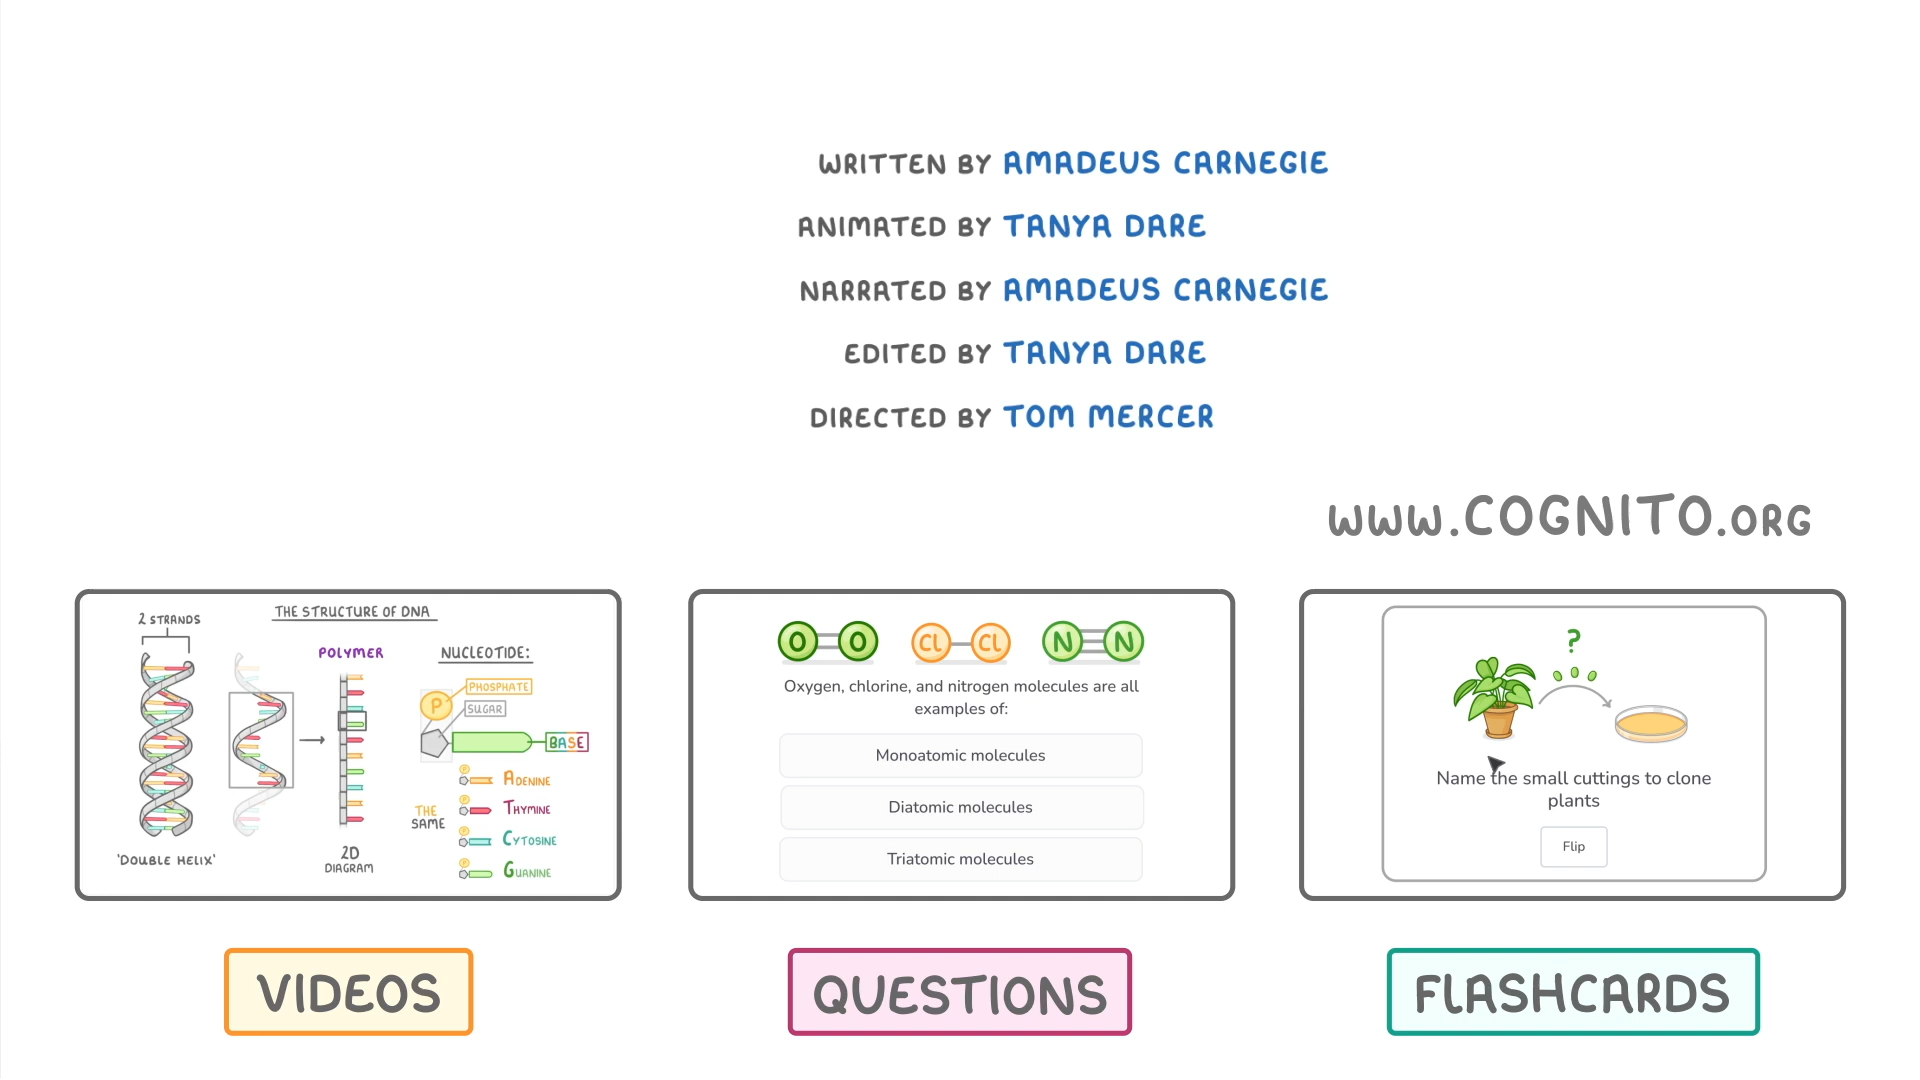 WRITTEN BY AMADEUS CARNEGIE
ANIMATED BY TANYA DARE
NARRATED BY AMADEUS CARNEGIE
EDITED BY TANYA DARE
DIRECTED BY TOM MERCER
WWW.COGNITO.ORG
THE STRUCTURE OF DNA
2 STRANDS
POLYMER
NUCLEOTIDE:
PHOSPHATE
P
SUGAR
BASE
ADENINE
THYMINE
CYTOSINE
GUANINE
THE
SAME
'DOUBLE HELIX'
2D
DIAGRAM
O O Cl Cl N N
Oxygen, chlorine, and nitrogen molecules are all
examples of:
Monoatomic molecules
Diatomic molecules
Triatomic molecules
?
Name the small cuttings to clone
plants
Flip
VIDEOS
QUESTIONS
FLASHCARDS